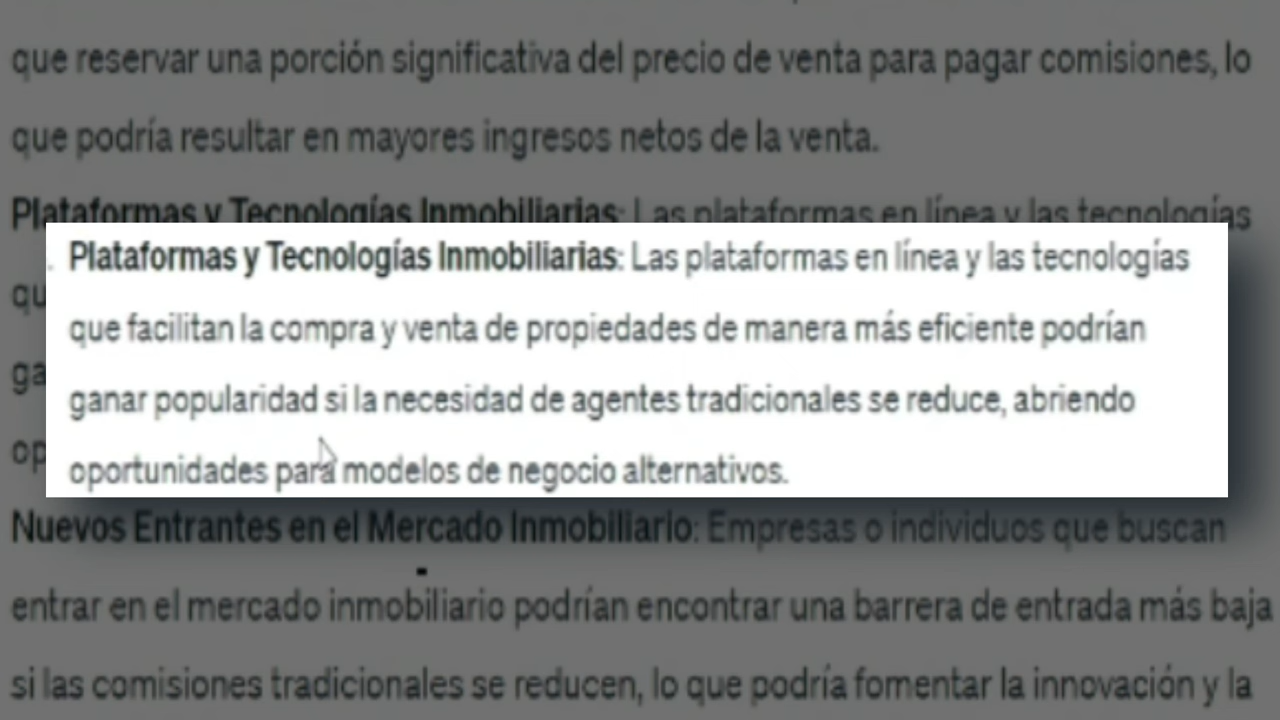 que reservar una porción significativa del precio de venta para pagar comisiones, lo
que podría resultar en mayores ingresos netos de la venta.
Plataformas y Tecnologías Inmobiliarias: Las plataformas en línea y las tecnologías
Plataformas y Tecnologías Inmobiliarias: Las plataformas en línea y las tecnologías
que facilitan la compra y venta de propiedades de manera más eficiente podrían
ganar popularidad si la necesidad de agentes tradicionales se reduce, abriendo
oportunidades para modelos de negocio alternativos.
Nuevos Entrantes en el Mercado Inmobiliario: Empresas o individuos que buscan
entrar en el mercado inmobiliario podrían encontrar una barrera de entrada más baja
si las comisiones tradicionales se reducen, lo que podría fomentar la innovación y la